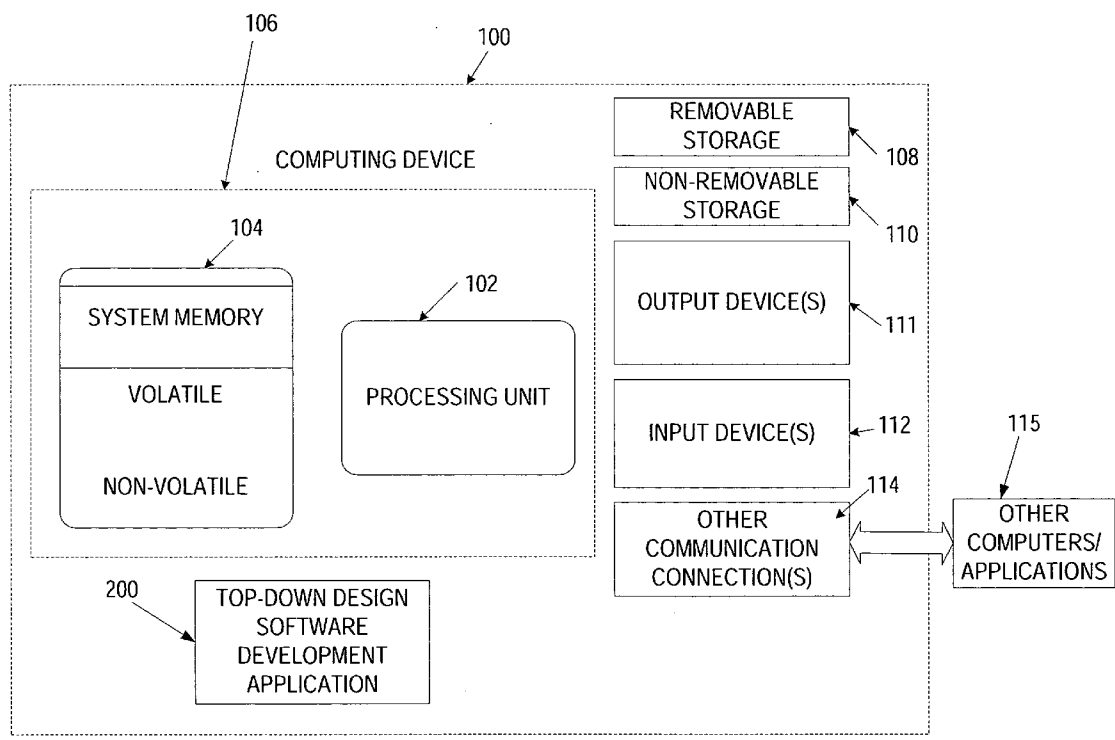 106
100
COMPUTING DEVICE
104
SYSTEM MEMORY
VOLATILE
NON-VOLATILE
102
PROCESSING UNIT
REMOVABLE
STORAGE
108
NON-REMOVABLE
STORAGE
110
OUTPUT DEVICE(S)
111
INPUT DEVICE(S)
112
114
OTHER
COMMUNICATION
CONNECTION(S)
115
OTHER
COMPUTERS/
APPLICATIONS
200
TOP-DOWN DESIGN
SOFTWARE
DEVELOPMENT
APPLICATION